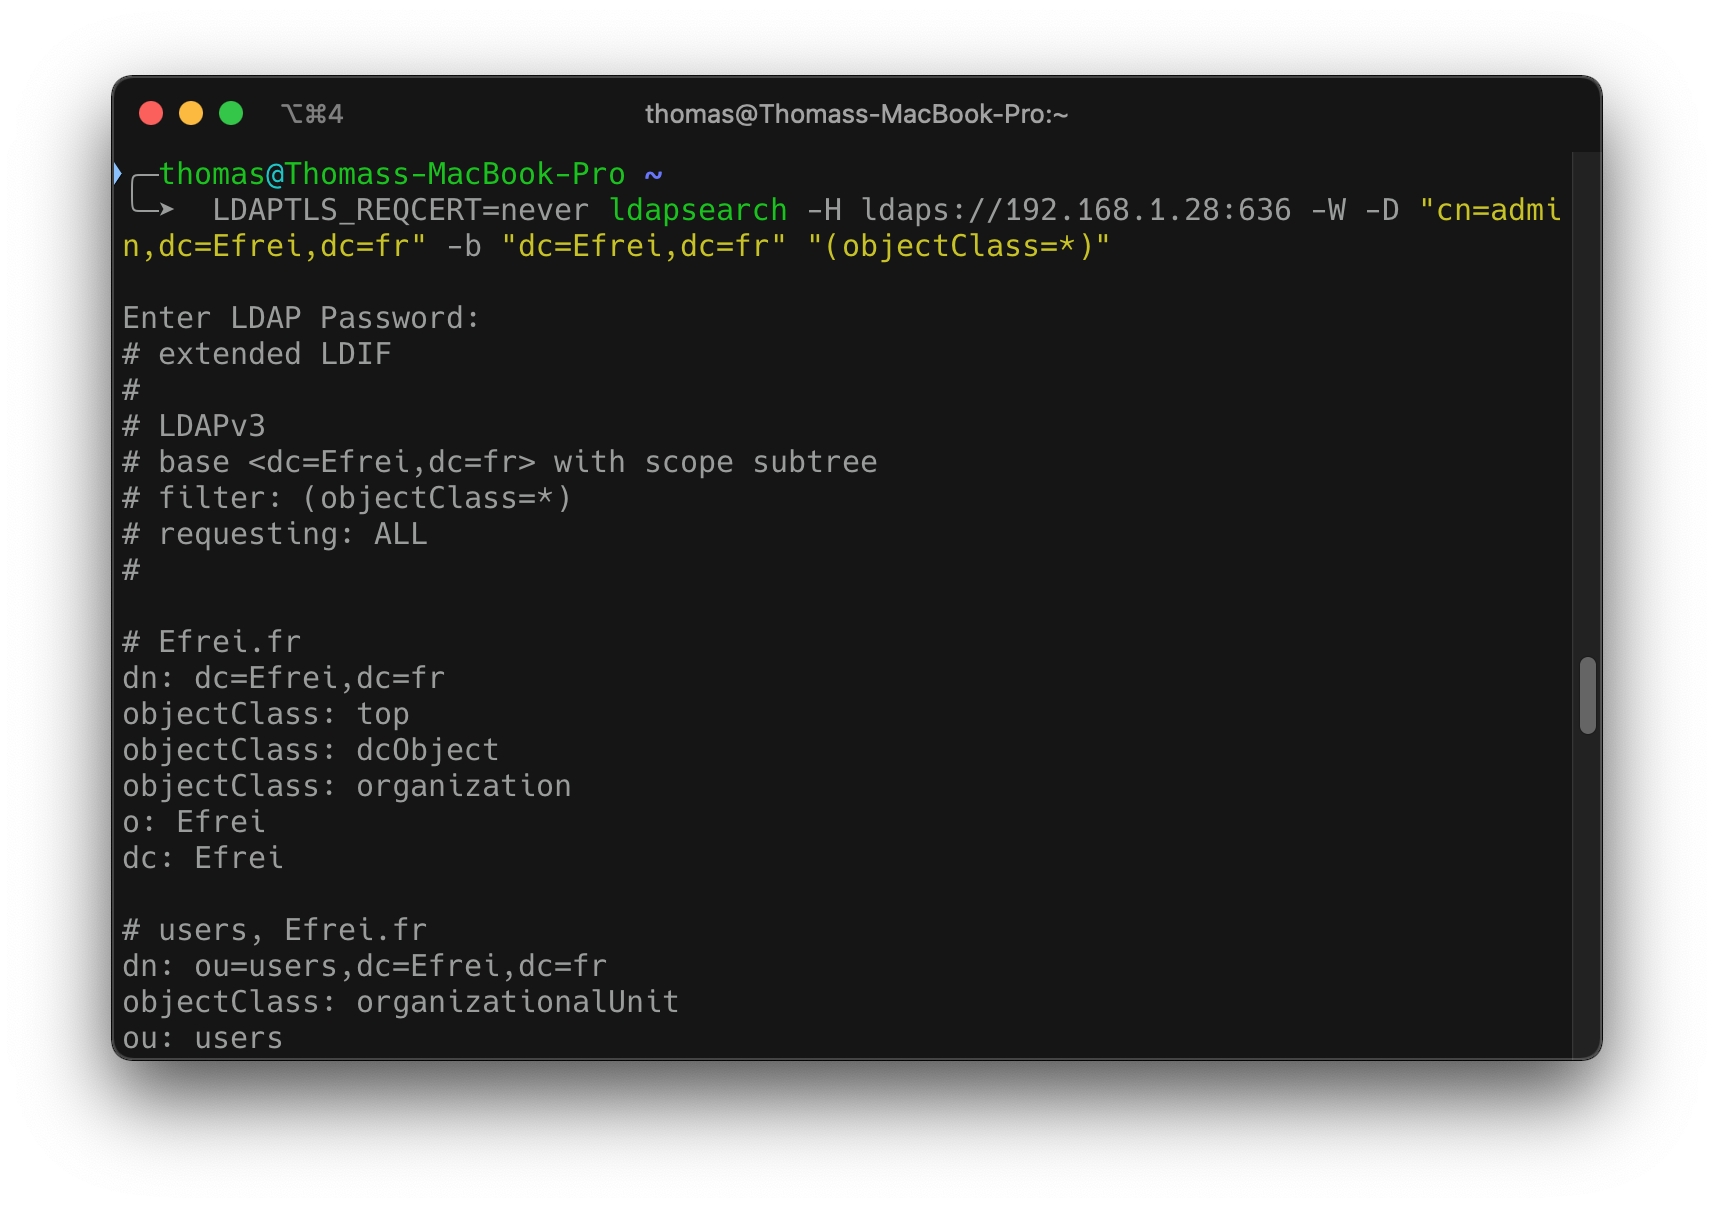 ⌥⌘4
thomas@Thomass-MacBook-Pro:~
thomas@Thomass-MacBook-Pro ~
LDAPTLS_REQCERT=never ldapsearch -H ldaps://192.168.1.28:636 -W -D "cn=admi
n,dc=Efrei,dc=fr" -b "dc=Efrei,dc=fr" "(objectClass=*)"
Enter LDAP Password:
# extended LDIF
#
# LDAPv3
# base <dc=Efrei,dc=fr> with scope subtree
# filter: (objectClass=*)
# requesting: ALL
#
# Efrei.fr
dn: dc=Efrei,dc=fr
objectClass: top
objectClass: dcObject
objectClass: organization
o: Efrei
dc: Efrei
# users, Efrei.fr
dn: ou=users,dc=Efrei,dc=fr
objectClass: organizationalUnit
ou: users